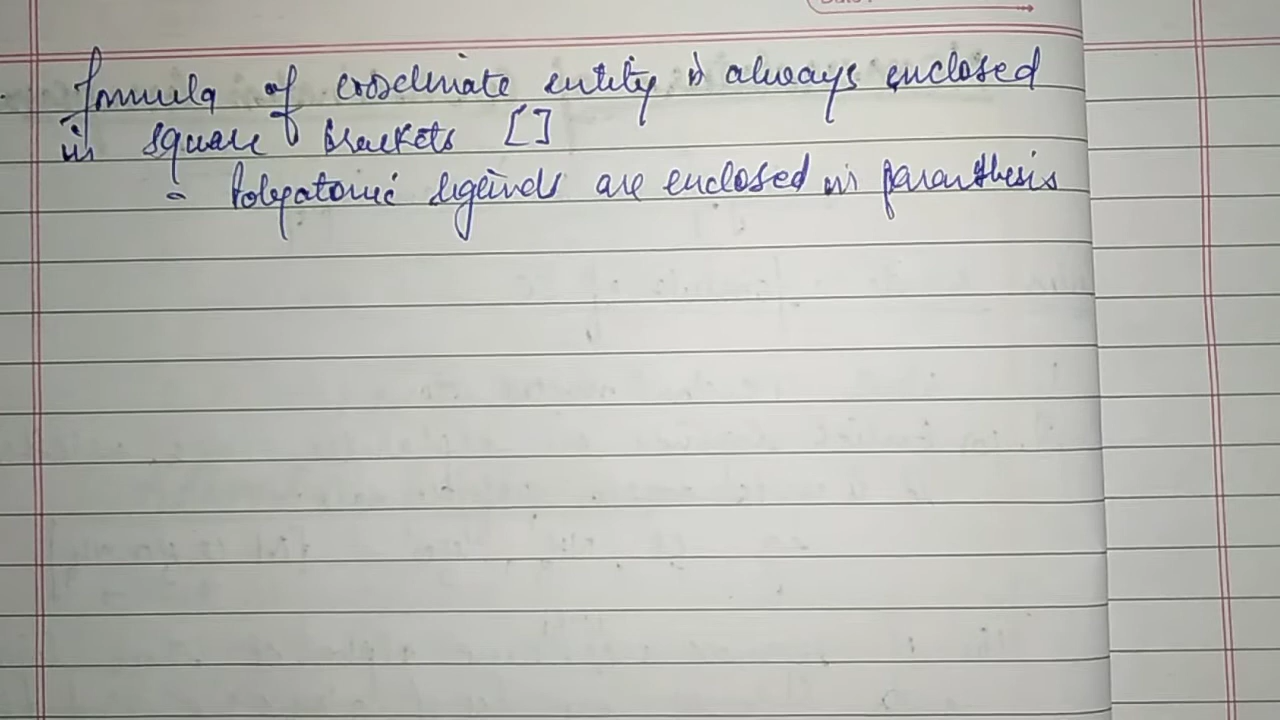 formula of coordinate entity is always enclosed
in square brackets []
- Polyatomic ligands are enclosed in paranthesis